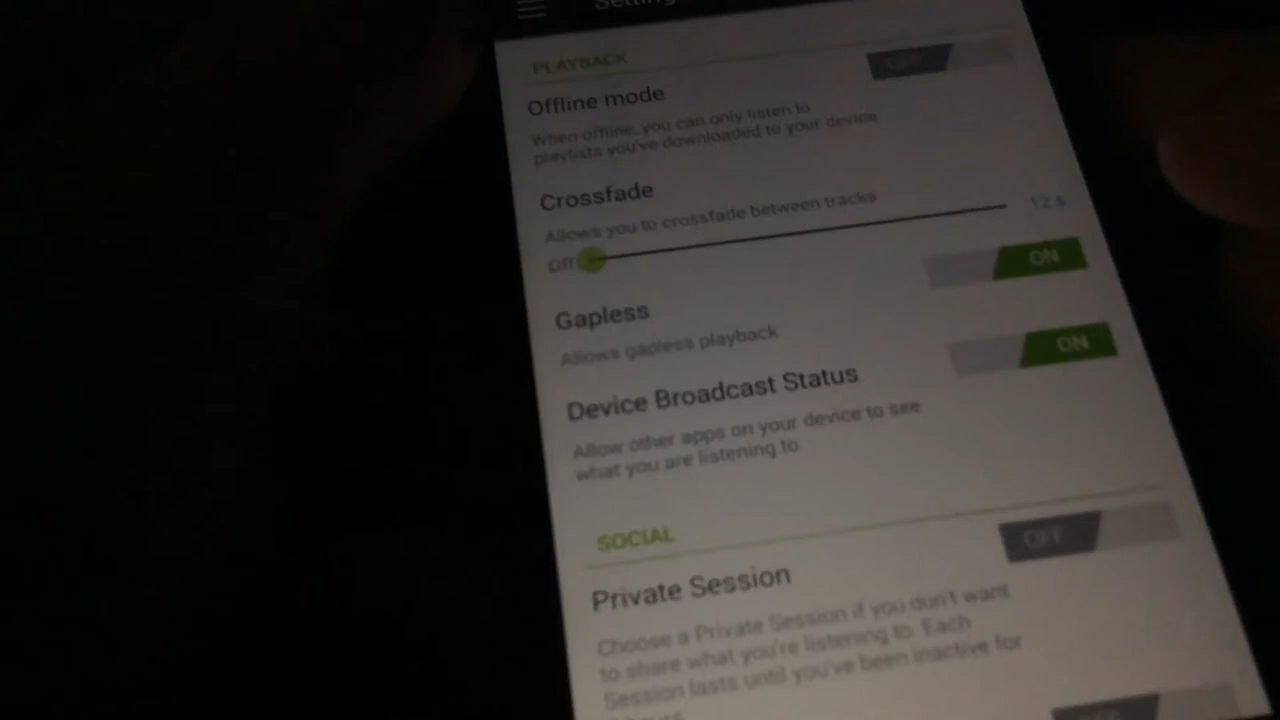 PLAYBACK
OFF
Offline mode
When offline, you can only listen to
playlists you've downloaded to your device.
Crossfade
Allows you to crossfade between tracks
Off
12 s
ON
Gapless
Allows gapless playback
ON
Device Broadcast Status
Allow other apps on your device to see
what you are listening to.
SOCIAL
OFF
Private Session
Choose a Private Session if you don't want
to share what you're listening to. Each
Session lasts until you've been inactive for